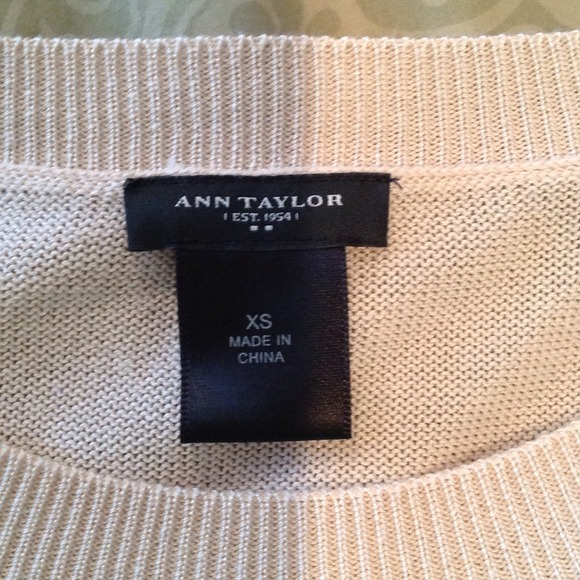 ANN TAYLOR
EST. 1954
XS
MADE IN
CHINA